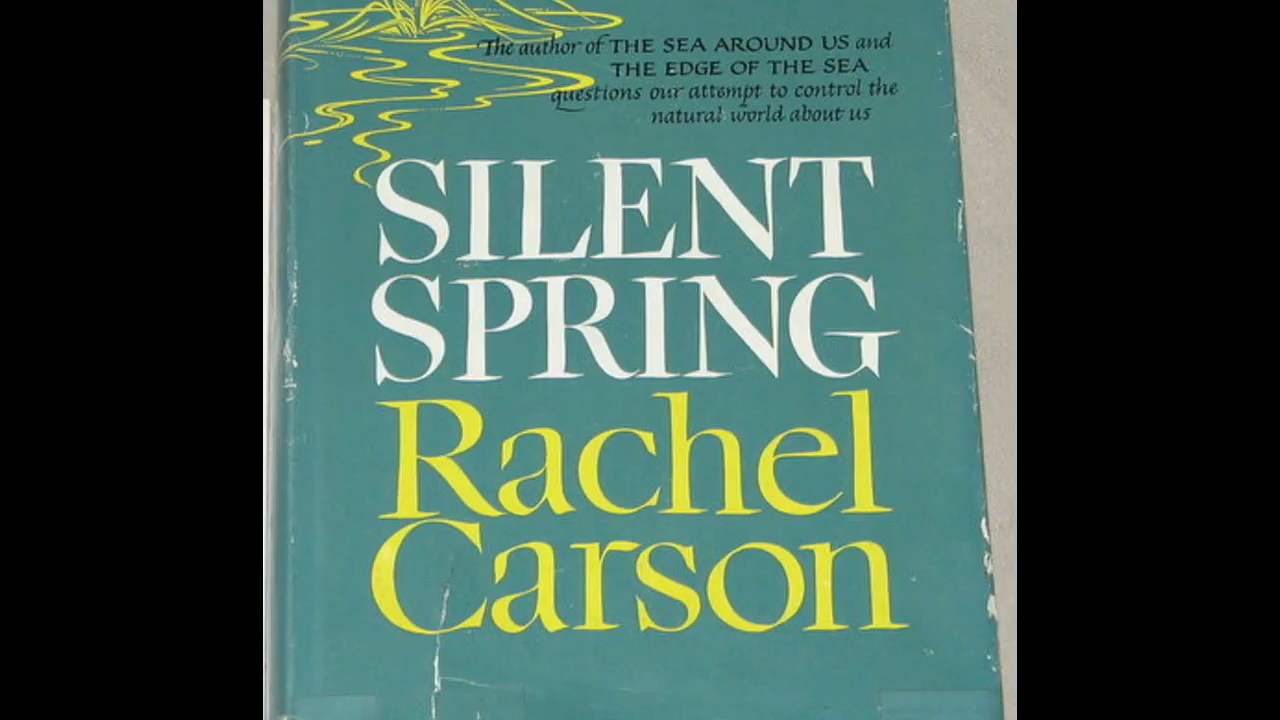 The author of THE SEA AROUND US and
THE EDGE OF THE SEA
questions our attempt to control the
natural world about us
SILENT
SPRING
Rachel
Carson